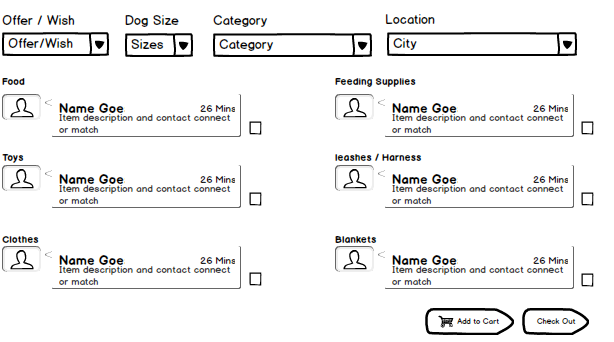 Offer / Wish Dog Size Category Location
Offer/Wish Sizes Category City
Food Feeding Supplies
Name Goe 26 Mins Name Goe 26 Mins
Item description and contact connect Item description and contact connect
or match or match
Toys leashes / Harness
Name Goe 26 Mins Name Goe 26 Mins
Item description and contact connect Item description and contact connect
or match or match
Clothes Blankets
Name Goe 26 Mins Name Goe 26 Mins
Item description and contact connect Item description and contact connect
or match or match
Add to Cart Check Out